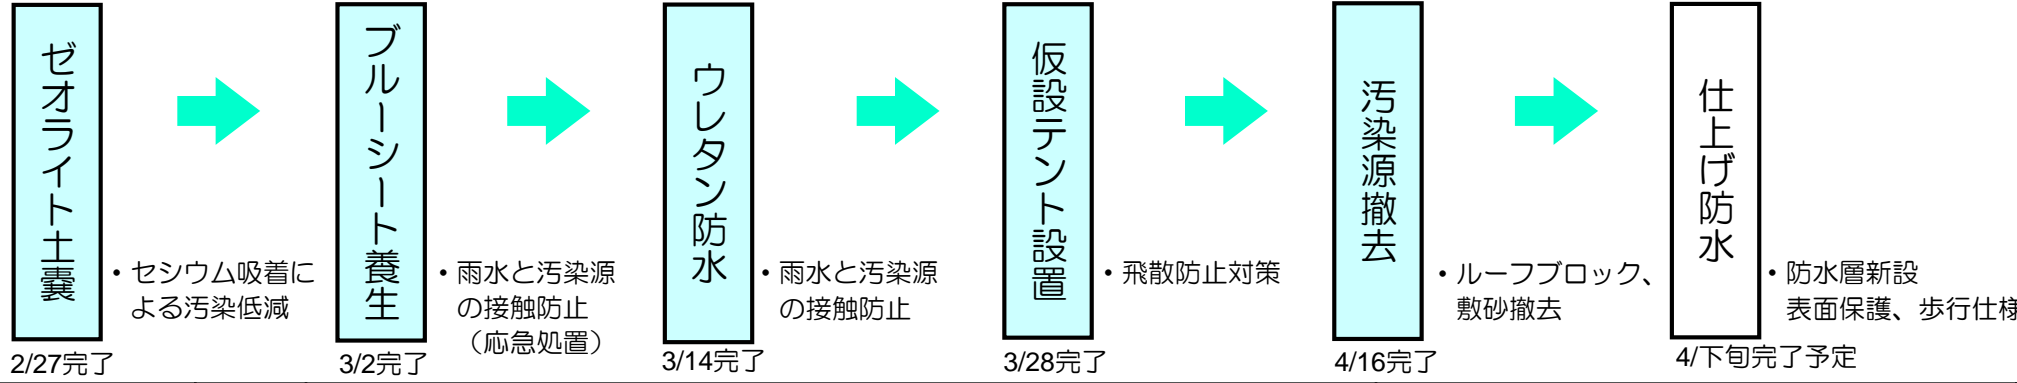 ゼオライト土嚢
・セシウム吸着に
よる汚染低減
2/27完了
ブルーシート養生
・雨水と汚染源
の接触防止
（応急処置）
3/2完了
ウレタン防水
・雨水と汚染源
の接触防止
3/14完了
仮設テント設置
・飛散防止対策
3/28完了
汚染源撤去
・ルーフブロック、
敷砂撤去
4/16完了
仕上げ防水
・防水層新設
表面保護、歩行仕様
4/下旬完了予定